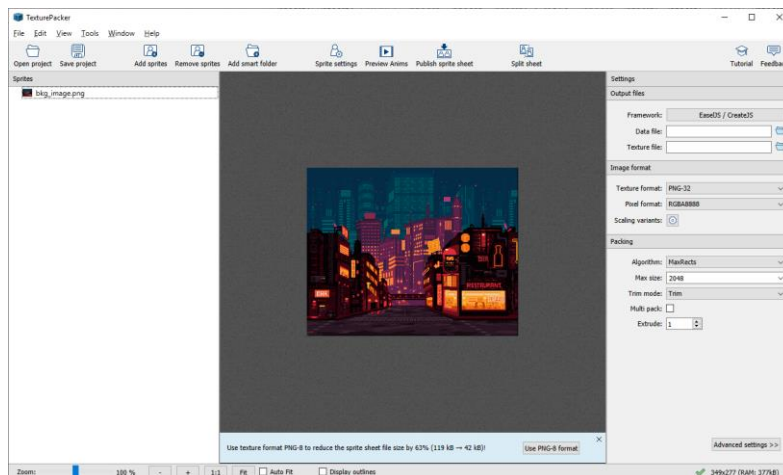 TexturePacker
File Edit View Tools Window Help
Open project Save project Add sprites Remove sprites Add smart folder Sprite settings Preview Anims Publish sprite sheet Split sheet Tutorial Feedba
Sprites
bkg_image.png
RESTAURANT
Use texture format PNG-8 to reduce the sprite sheet file size by 63% (119 kB → 42 kB)! Use PNG-8 format
Settings
Output files
Framework: EaselJS / CreateJS
Data file:
Texture file:
Image format
Texture format: PNG-32
Pixel format: RGBA8888
Scaling variants:
Packing
Algorithm: MaxRects
Max size: 2048
Trim mode: Trim
Multi pack:
Extrude: 1
Advanced settings >>
Zoom: 100 % - + 1:1 Fit Auto Fit Display outlines 349x277 (RAM: 377kB)